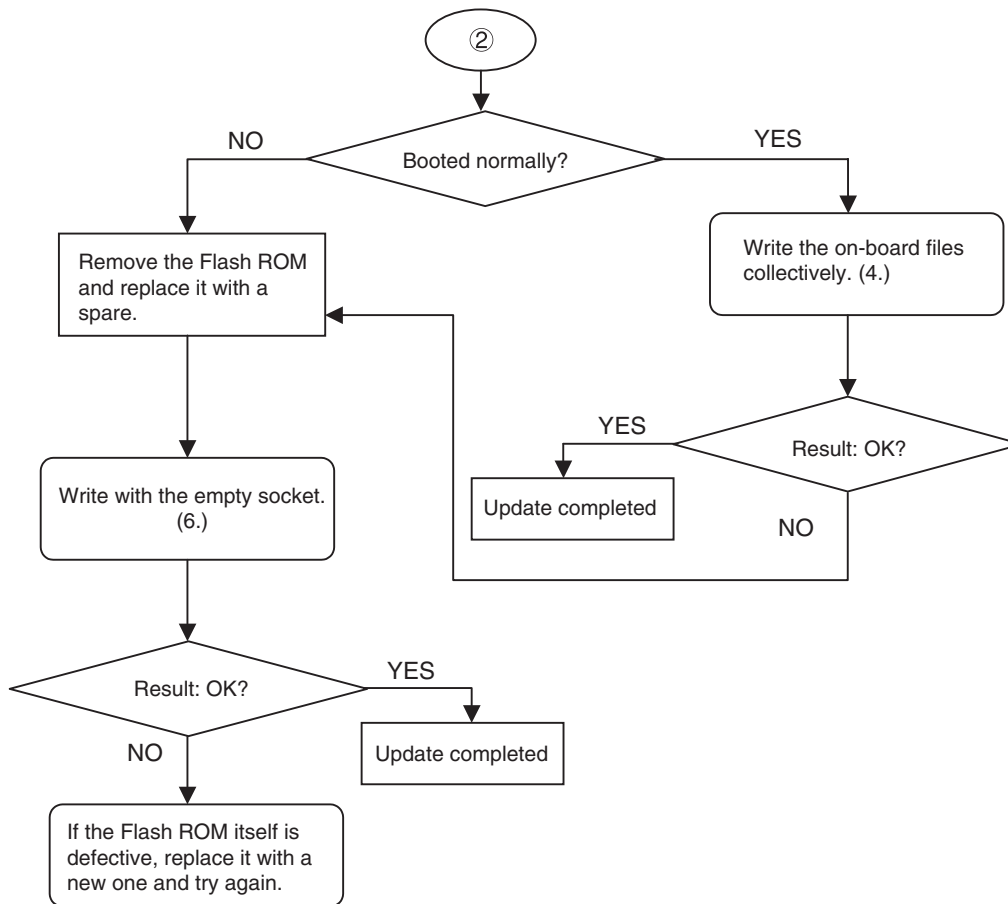 ②
Booted normally?
NO
YES
Remove the Flash ROM
and replace it with a
spare.
Write the on-board files
collectively. (4.)
YES
Result: OK?
Update completed
NO
Write with the empty socket.
(6.)
Result: OK?
YES
Update completed
NO
If the Flash ROM itself is
defective, replace it with a
new one and try again.